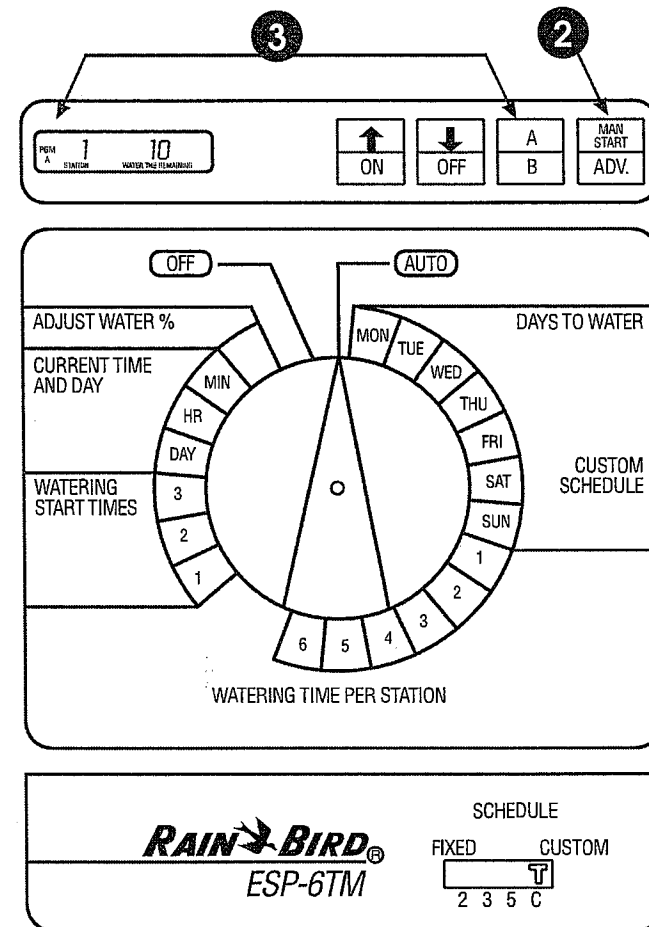 3
2
PGM
A
1
STATION
10
WATER TIME REMAINING
ON
OFF
A
B
MAN
START
ADV.
OFF
AUTO
ADJUST WATER %
CURRENT TIME
AND DAY
WATERING
START TIMES
MIN
HR
DAY
3
2
1
DAYS TO WATER
CUSTOM
SCHEDULE
MON
TUE
WED
THU
FRI
SAT
SUN
1
2
3
4
5
6
WATERING TIME PER STATION
RAIN BIRD®
ESP-6TM
SCHEDULE
FIXED CUSTOM
2 3 5 C